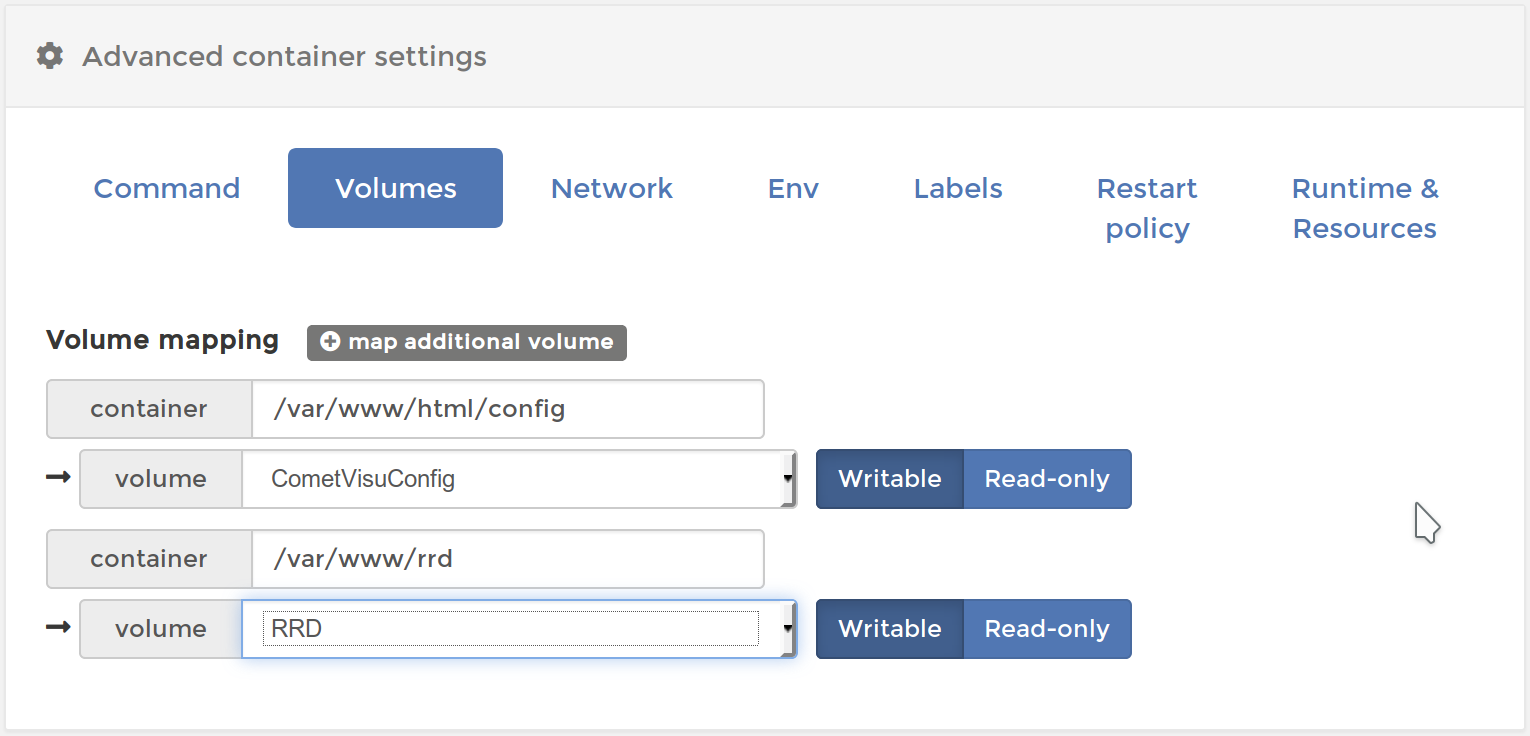 Advanced container settings
Command Volumes Network Env Labels Restart policy Runtime & Resources
Volume mapping map additional volume
container /var/www/html/config
volume CometVisuConfig Writable Read-only
container /var/www/rrd
volume RRD Writable Read-only